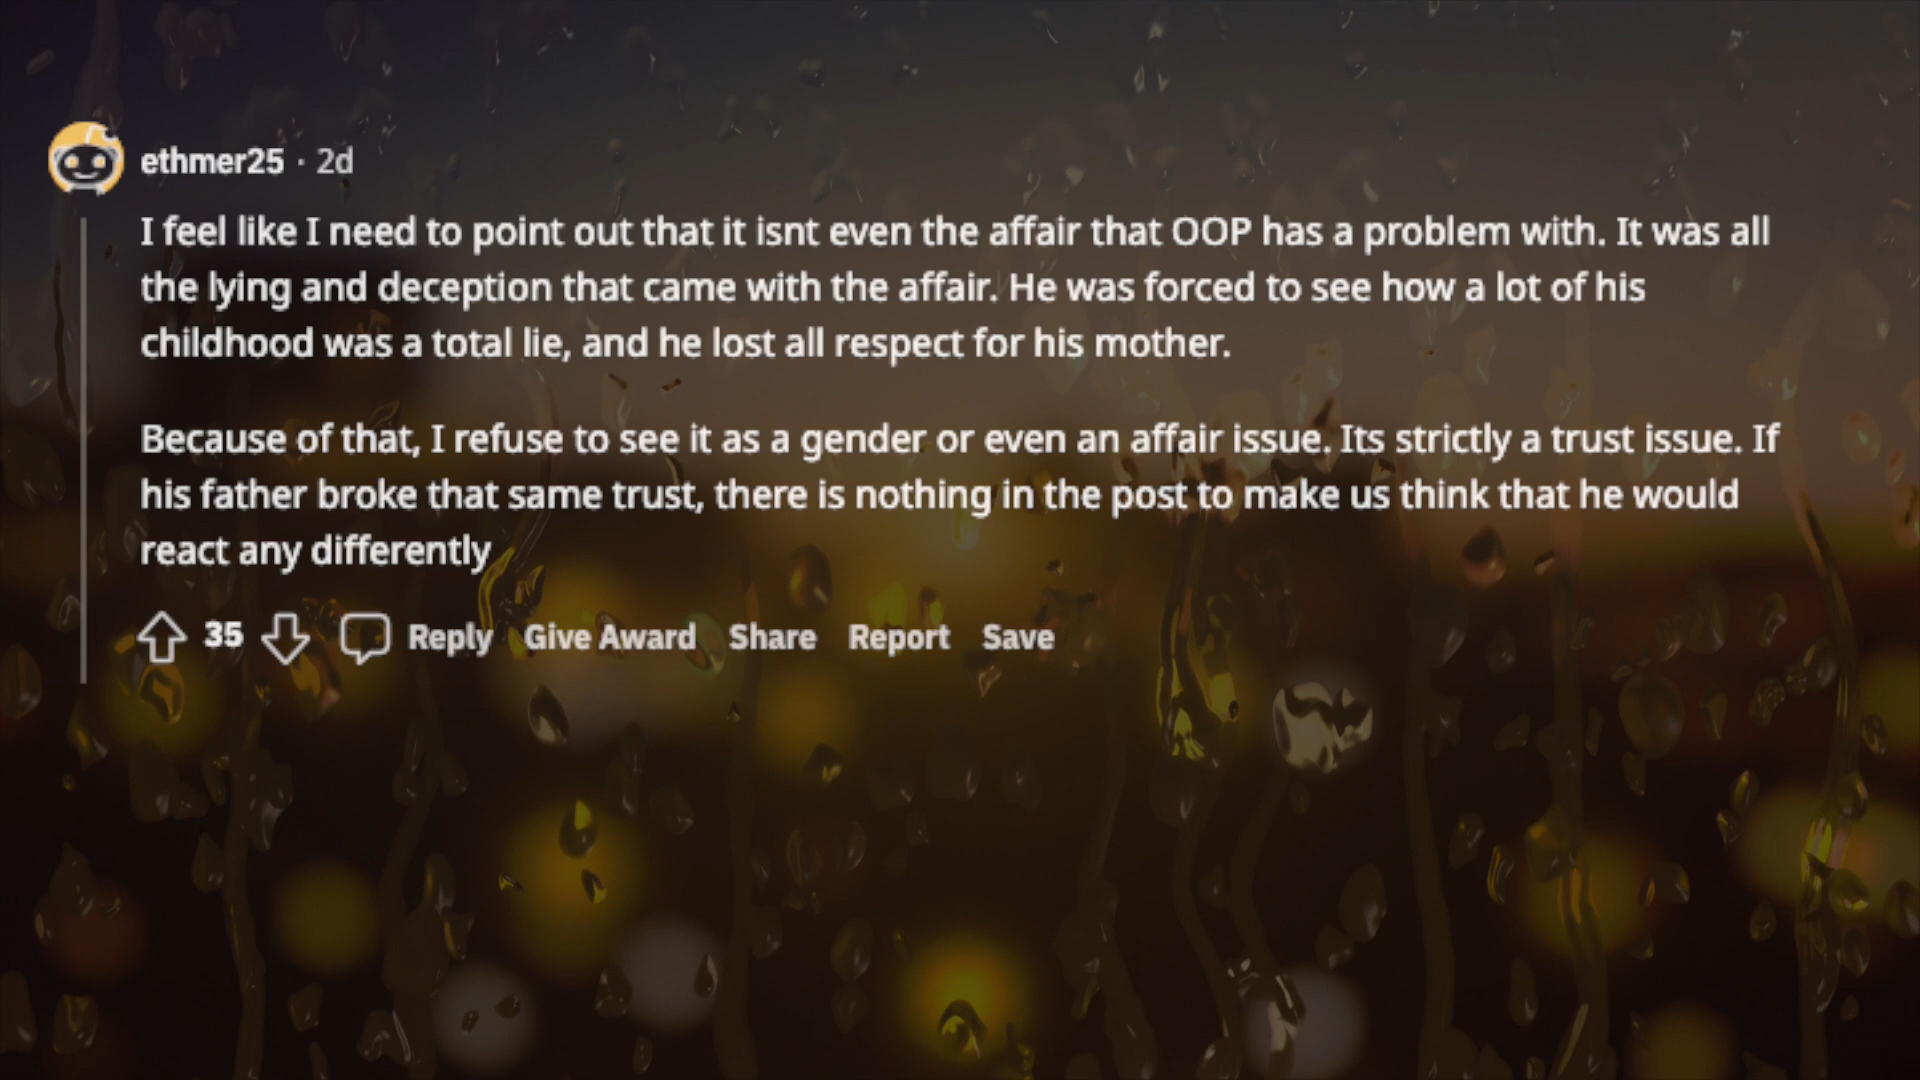 ethmer25 · 2d
I feel like I need to point out that it isnt even the affair that OOP has a problem with. It was all
the lying and deception that came with the affair. He was forced to see how a lot of his
childhood was a total lie, and he lost all respect for his mother.
Because of that, I refuse to see it as a gender or even an affair issue. Its strictly a trust issue. If
his father broke that same trust, there is nothing in the post to make us think that he would
react any differently
35 Reply Give Award Share Report Save